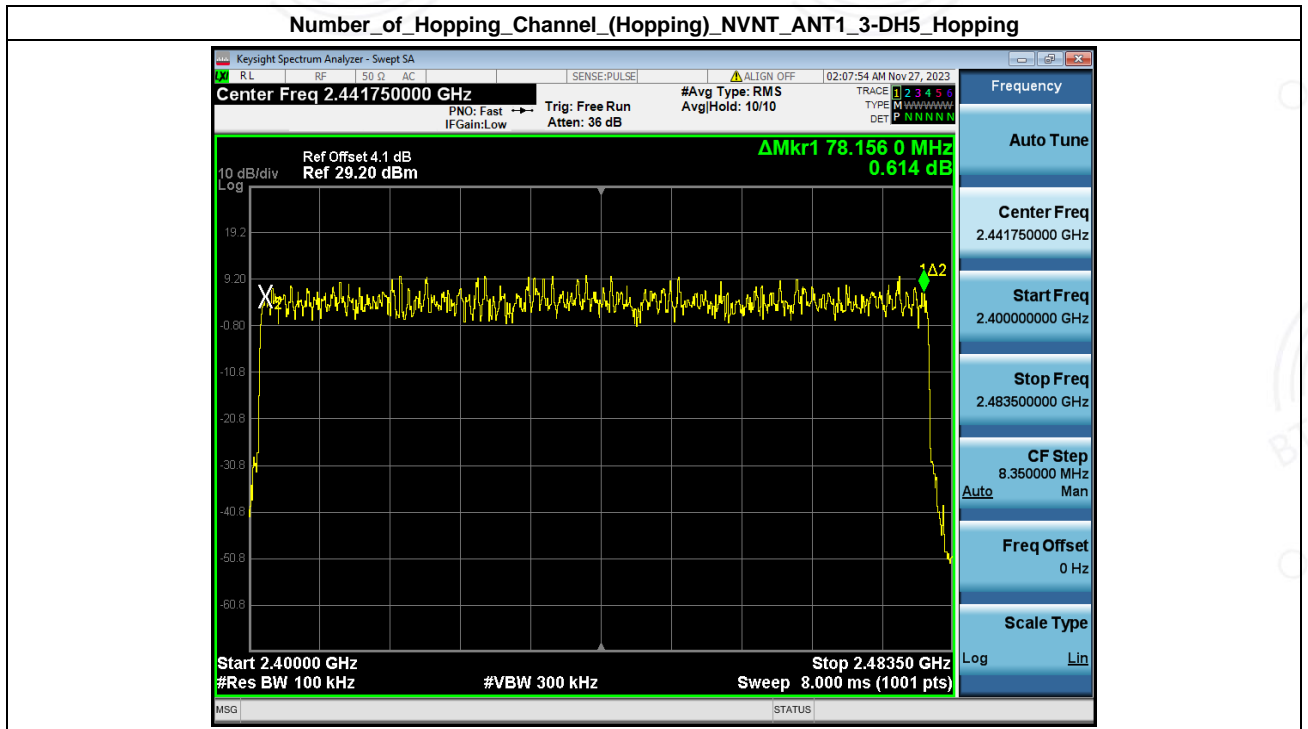 Number_of_Hopping_Channel_(Hopping)_NVNT_ANT1_3-DH5_Hopping
Keysight Spectrum Analyzer - Swept SA
LXI RL RF 50 Ω AC SENSE:PULSE ALIGN OFF 02:07:54 AM Nov 27, 2023
Center Freq 2.441750000 GHz
PNO: Fast
IFGain:Low
Trig: Free Run
Atten: 36 dB
#Avg Type: RMS
Avg|Hold: 10/10
TRACE 1 2 3 4 5 6
TYPE M WWWWW
DET P N N N N N
ΔMkr1 78.156 0 MHz
0.614 dB
Ref Offset 4.1 dB
10 dB/div Ref 29.20 dBm
Log
19.2
9.20
-0.80
-10.8
-20.8
-30.8
-40.8
-50.8
-60.8
1Δ2
X2
Start 2.40000 GHz Stop 2.48350 GHz
#Res BW 100 kHz #VBW 300 kHz Sweep 8.000 ms (1001 pts)
MSG STATUS
Frequency
Auto Tune
Center Freq
2.441750000 GHz
Start Freq
2.400000000 GHz
Stop Freq
2.483500000 GHz
CF Step
8.350000 MHz
Auto Man
Freq Offset
0 Hz
Scale Type
Log Lin